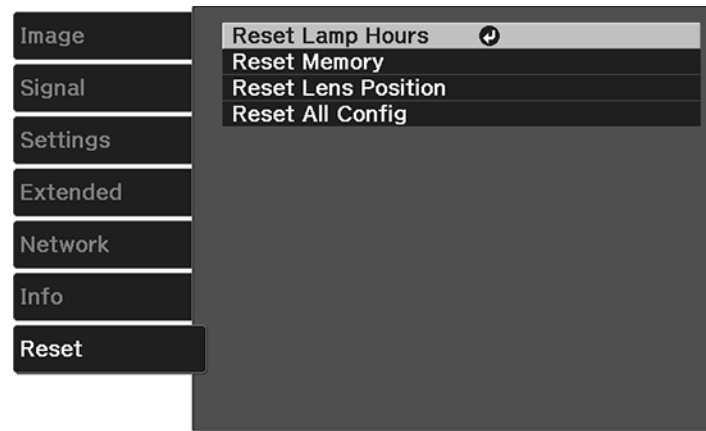 Image
Signal
Settings
Extended
Network
Info
Reset
Reset Lamp Hours
Reset Memory
Reset Lens Position
Reset All Config